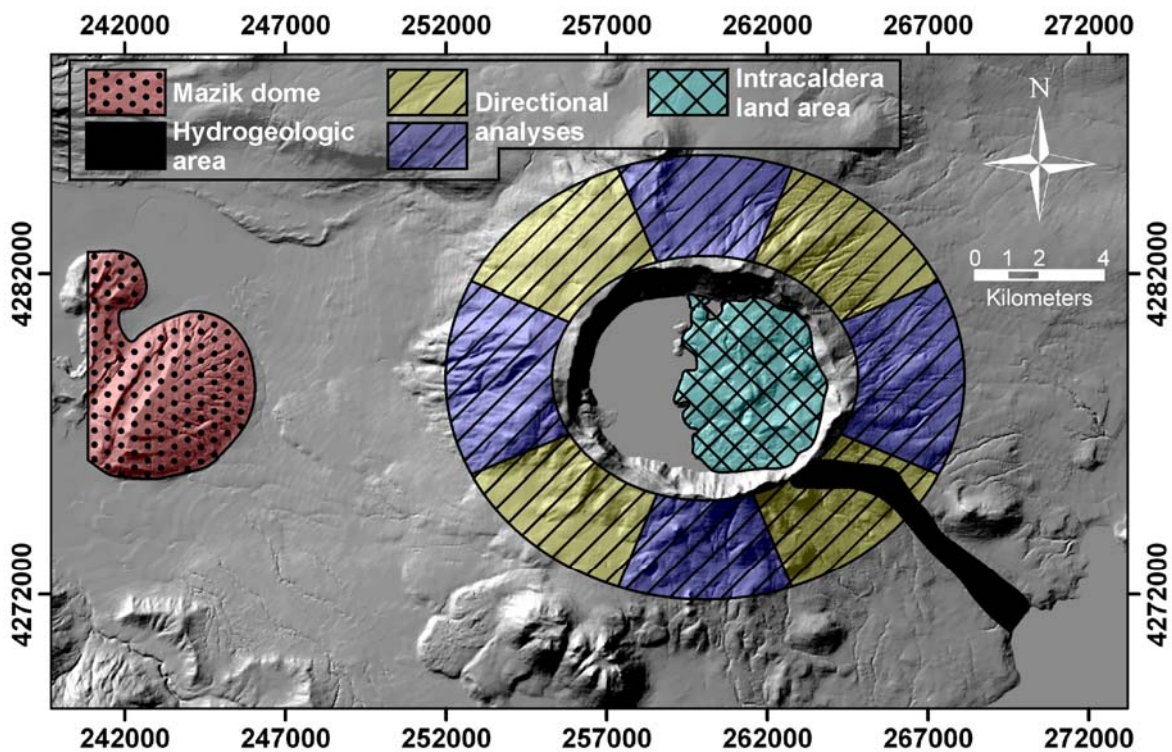 242000 247000 252000 257000 262000 267000 272000
Mazik dome
Hydrogeologic
area
Directional
analyses
Intracaldera
land area
N
4282000
4282000
0 1 2 4
Kilometers
4272000
4272000
242000 247000 252000 257000 262000 267000 272000